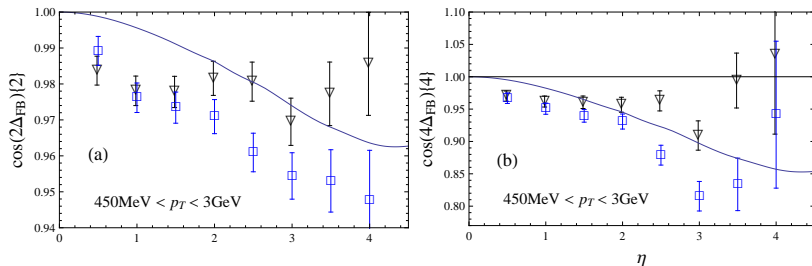 cos(2Δ_FB){2}
1.00
0.99
0.98
0.97
0.96
0.95
0.94
(a)
450MeV < p_T < 3GeV
0 1 2 3 4
cos(4Δ_FB){4}
1.10
1.05
1.00
0.95
0.90
0.85
0.80
(b)
450MeV < p_T < 3GeV
0 1 2 3 4
η